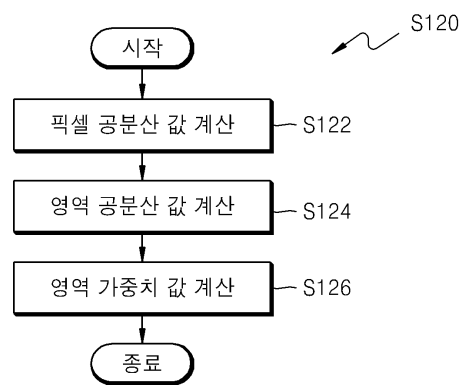 S120
시작
픽셀 공분산 값 계산
S122
영역 공분산 값 계산
S124
영역 가중치 값 계산
S126
종료